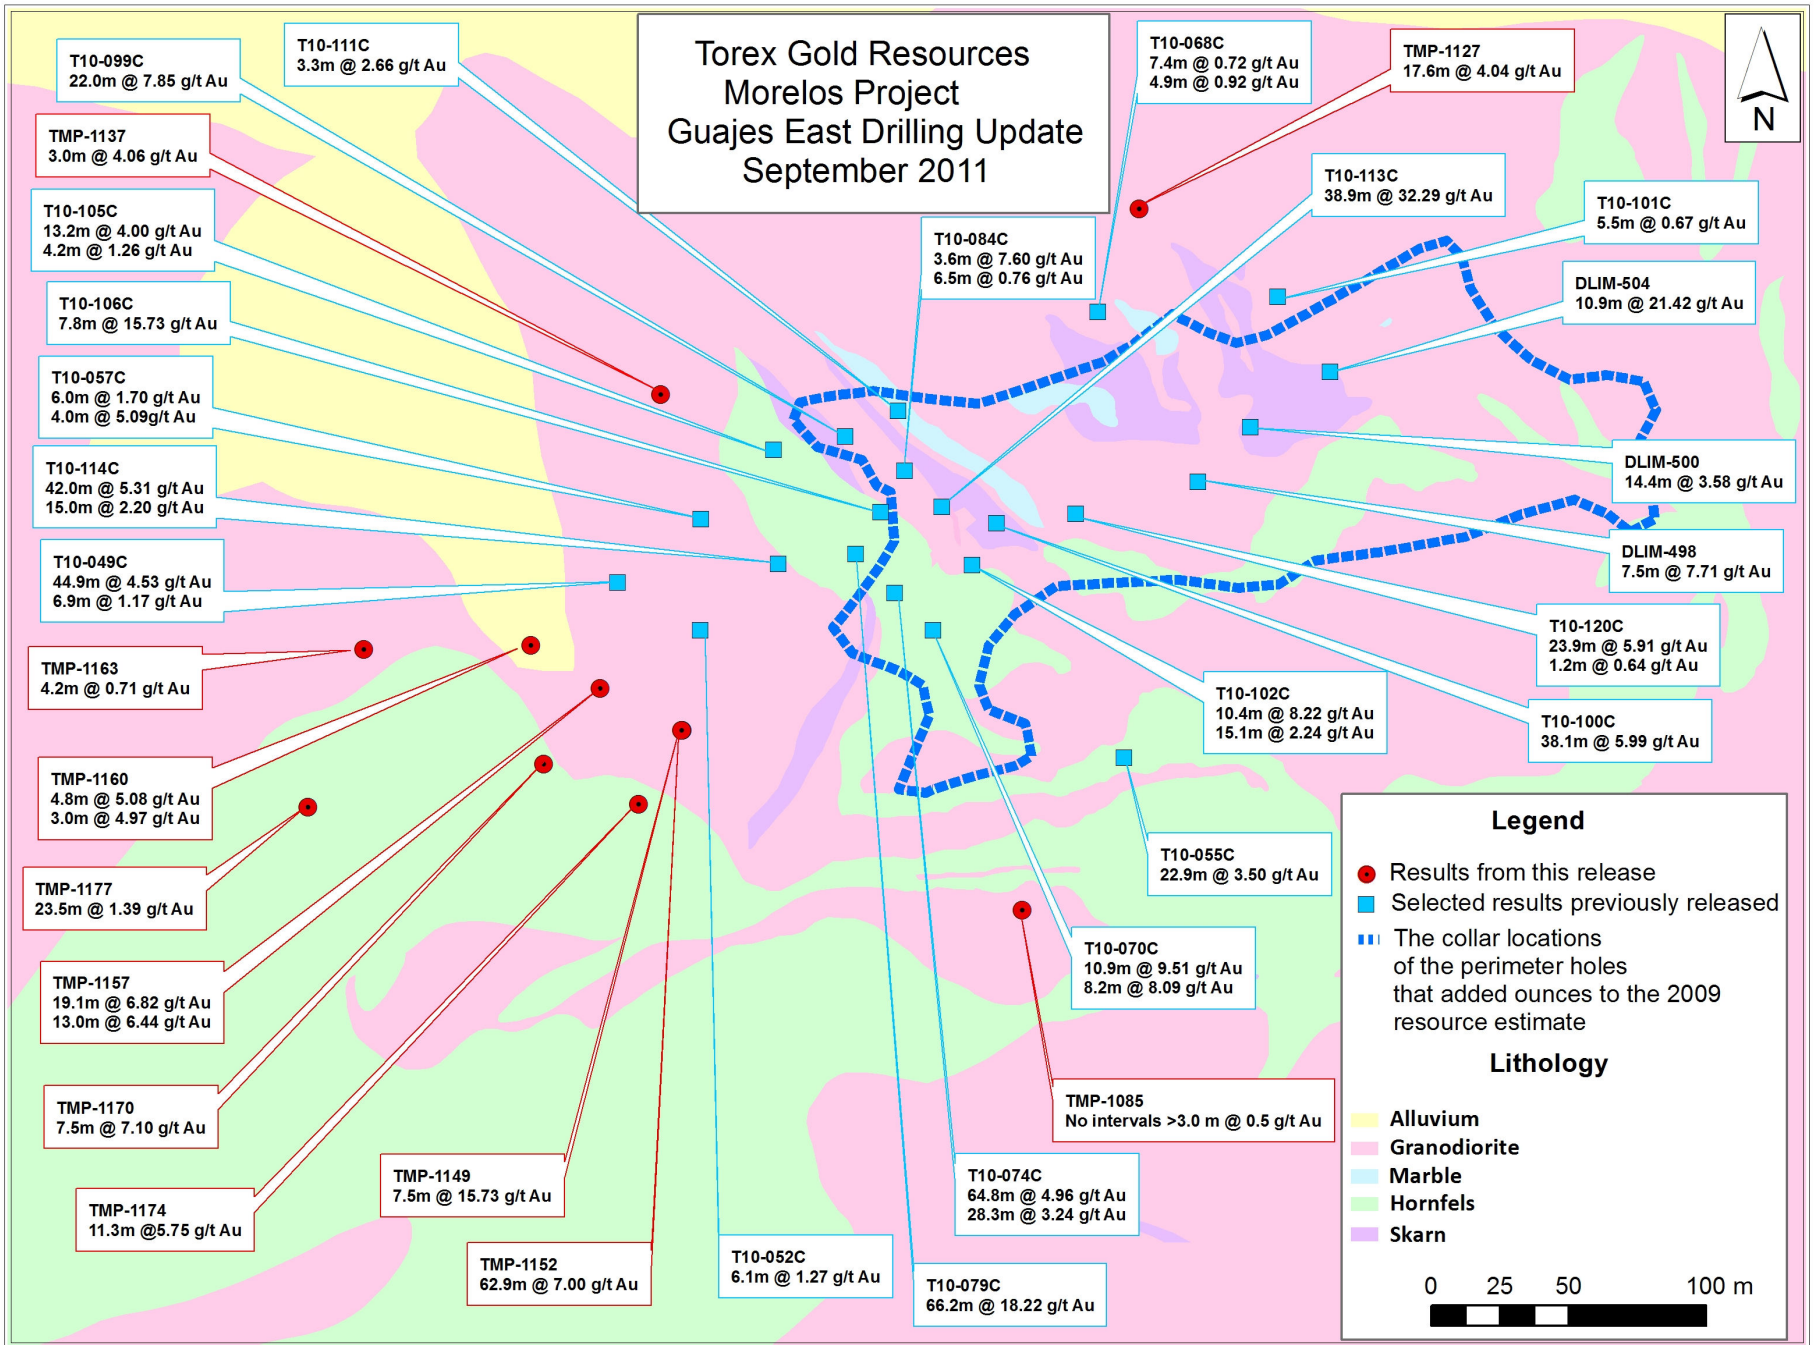 Torex Gold Resources
Morelos Project
Guajes East Drilling Update
September 2011
N
T10-099C
22.0m @ 7.85 g/t Au
T10-111C
3.3m @ 2.66 g/t Au
T10-068C
7.4m @ 0.72 g/t Au
4.9m @ 0.92 g/t Au
TMP-1127
17.6m @ 4.04 g/t Au
TMP-1137
3.0m @ 4.06 g/t Au
T10-113C
38.9m @ 32.29 g/t Au
T10-101C
5.5m @ 0.67 g/t Au
T10-105C
13.2m @ 4.00 g/t Au
4.2m @ 1.26 g/t Au
T10-084C
3.6m @ 7.60 g/t Au
6.5m @ 0.76 g/t Au
DLIM-504
10.9m @ 21.42 g/t Au
T10-106C
7.8m @ 15.73 g/t Au
T10-057C
6.0m @ 1.70 g/t Au
4.0m @ 5.09g/t Au
T10-114C
42.0m @ 5.31 g/t Au
15.0m @ 2.20 g/t Au
DLIM-500
14.4m @ 3.58 g/t Au
T10-049C
44.9m @ 4.53 g/t Au
6.9m @ 1.17 g/t Au
DLIM-498
7.5m @ 7.71 g/t Au
T10-120C
23.9m @ 5.91 g/t Au
1.2m @ 0.64 g/t Au
TMP-1163
4.2m @ 0.71 g/t Au
T10-102C
10.4m @ 8.22 g/t Au
15.1m @ 2.24 g/t Au
T10-100C
38.1m @ 5.99 g/t Au
TMP-1160
4.8m @ 5.08 g/t Au
3.0m @ 4.97 g/t Au
TMP-1177
23.5m @ 1.39 g/t Au
T10-055C
22.9m @ 3.50 g/t Au
TMP-1157
19.1m @ 6.82 g/t Au
13.0m @ 6.44 g/t Au
T10-070C
10.9m @ 9.51 g/t Au
8.2m @ 8.09 g/t Au
TMP-1170
7.5m @ 7.10 g/t Au
TMP-1085
No intervals >3.0 m @ 0.5 g/t Au
TMP-1174
11.3m @5.75 g/t Au
TMP-1149
7.5m @ 15.73 g/t Au
T10-074C
64.8m @ 4.96 g/t Au
28.3m @ 3.24 g/t Au
TMP-1152
62.9m @ 7.00 g/t Au
T10-052C
6.1m @ 1.27 g/t Au
T10-079C
66.2m @ 18.22 g/t Au
Legend
Results from this release
Selected results previously released
The collar locations
of the perimeter holes
that added ounces to the 2009
resource estimate
Lithology
Alluvium
Granodiorite
Marble
Hornfels
Skarn
0 25 50 100 m